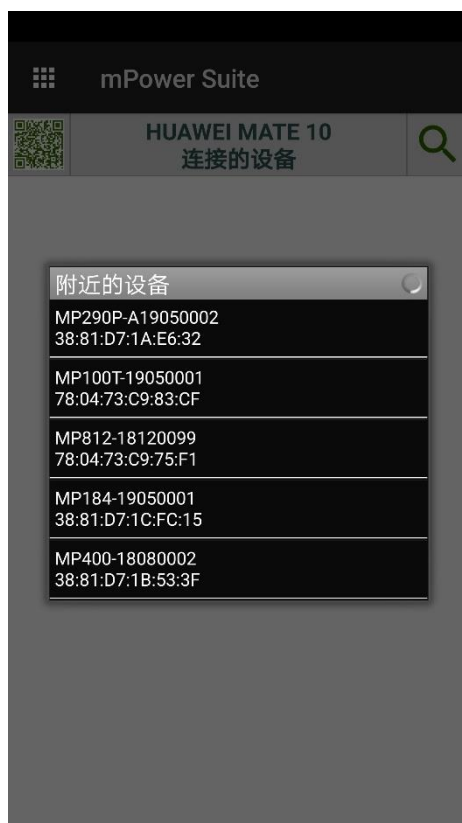 mPower Suite
HUAWEI MATE 10
连接的设备
附近的设备
MP290P-A19050002
38:81:D7:1A:E6:32
MP100T-19050001
78:04:73:C9:83:CF
MP812-18120099
78:04:73:C9:75:F1
MP184-19050001
38:81:D7:1C:FC:15
MP400-18080002
38:81:D7:1B:53:3F